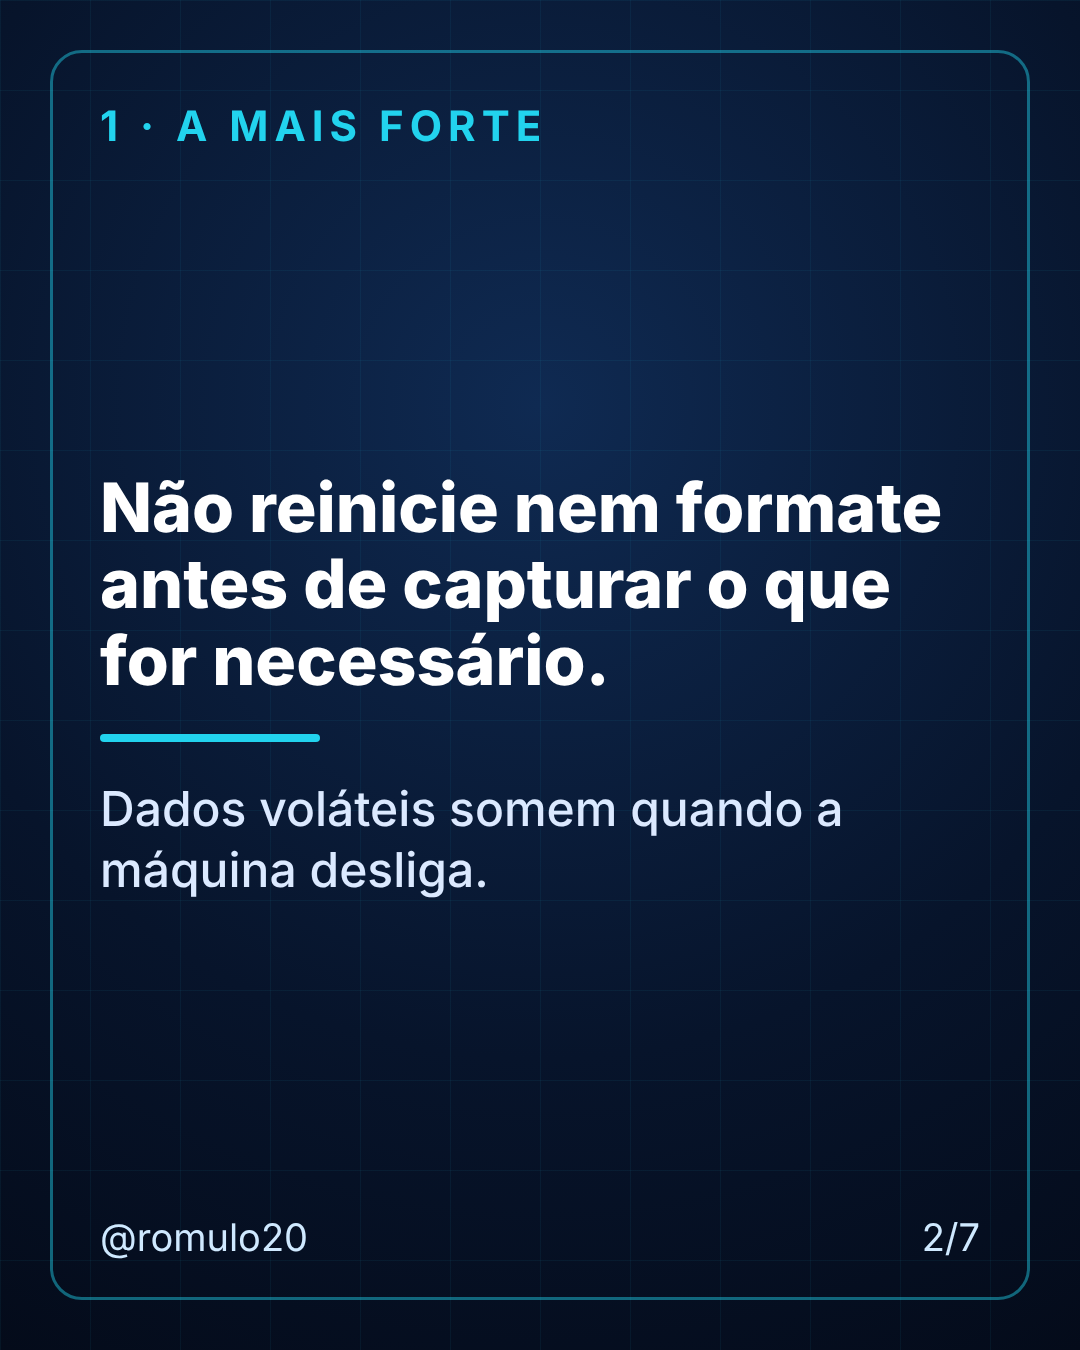 1 · A MAIS FORTE
Não reinicie nem formate
antes de capturar o que
for necessário.
Dados voláteis somem quando a
máquina desliga.
@romulo20
2/7